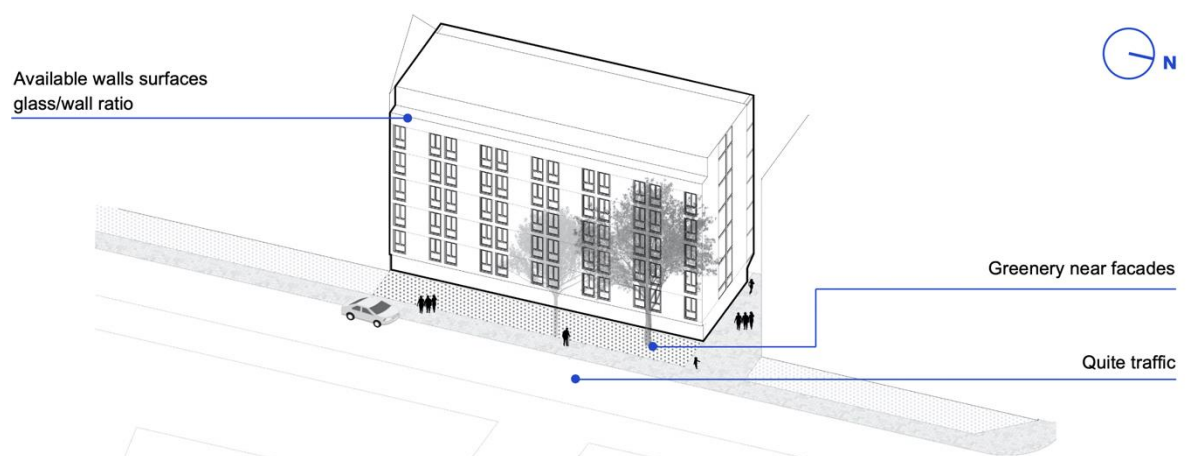 Available walls surfaces
glass/wall ratio
N
Greenery near facades
Quite traffic